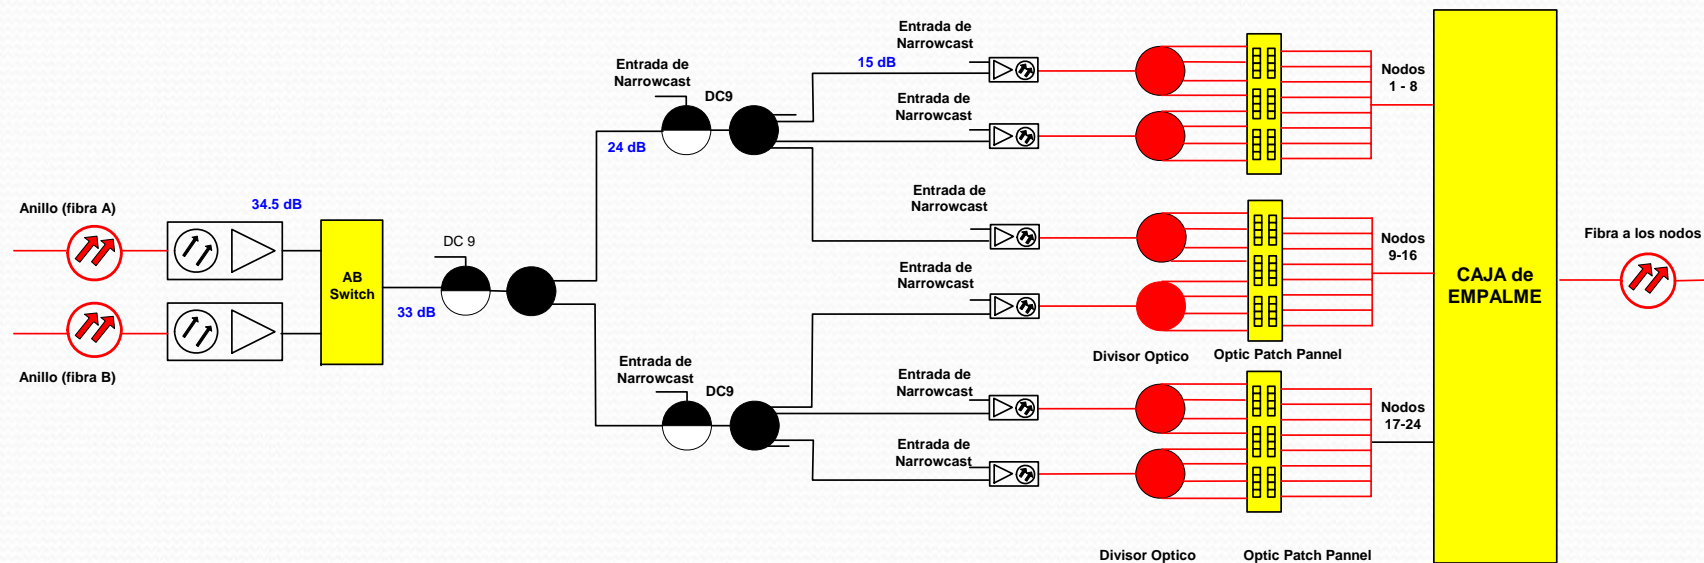 Anillo (fibra A)
34.5 dB
Anillo (fibra B)
AB
Switch
33 dB
DC 9
24 dB
Entrada de
Narrowcast
DC9
Entrada de
Narrowcast
DC9
15 dB
Entrada de
Narrowcast
Entrada de
Narrowcast
Entrada de
Narrowcast
Entrada de
Narrowcast
Entrada de
Narrowcast
Entrada de
Narrowcast
Divisor Optico
Optic Patch Pannel
Divisor Optico
Optic Patch Pannel
Nodos
1 - 8
Nodos
9-16
Nodos
17-24
CAJA de
EMPALME
Fibra a los nodos